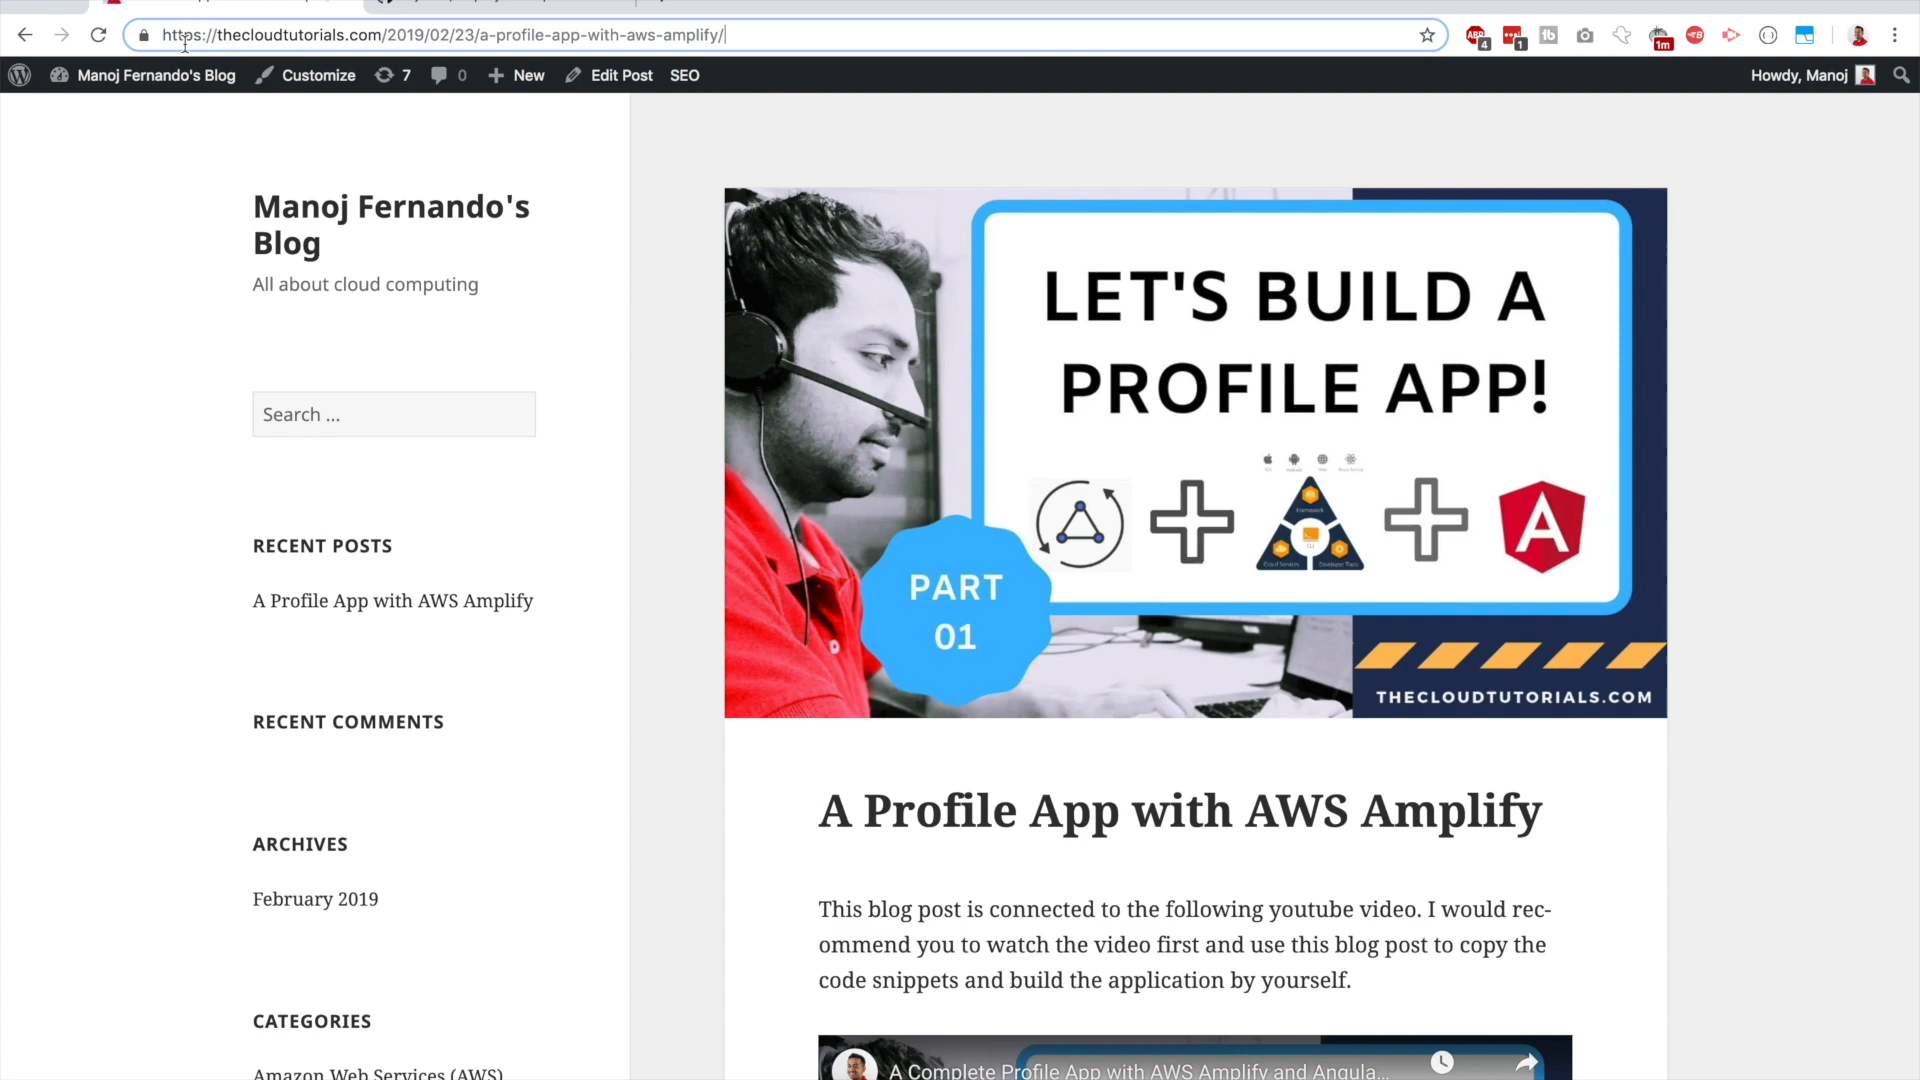 https://thecloudtutorials.com/2019/02/23/a-profile-app-with-aws-amplify/
4
1
1m
Manoj Fernando's Blog
Customize
7
0
New
Edit Post
SEO
Howdy, Manoj
Manoj Fernando's
Blog
All about cloud computing
Search …
RECENT POSTS
A Profile App with AWS Amplify
RECENT COMMENTS
ARCHIVES
February 2019
CATEGORIES
Amazon Web Services (AWS)
LET'S BUILD A
PROFILE APP!
PART
01
THECLOUDTUTORIALS.COM
A Profile App with AWS Amplify
This blog post is connected to the following youtube video. I would rec-
ommend you to watch the video first and use this blog post to copy the
code snippets and build the application by yourself.
A Complete Profile App with AWS Amplify and Angula...